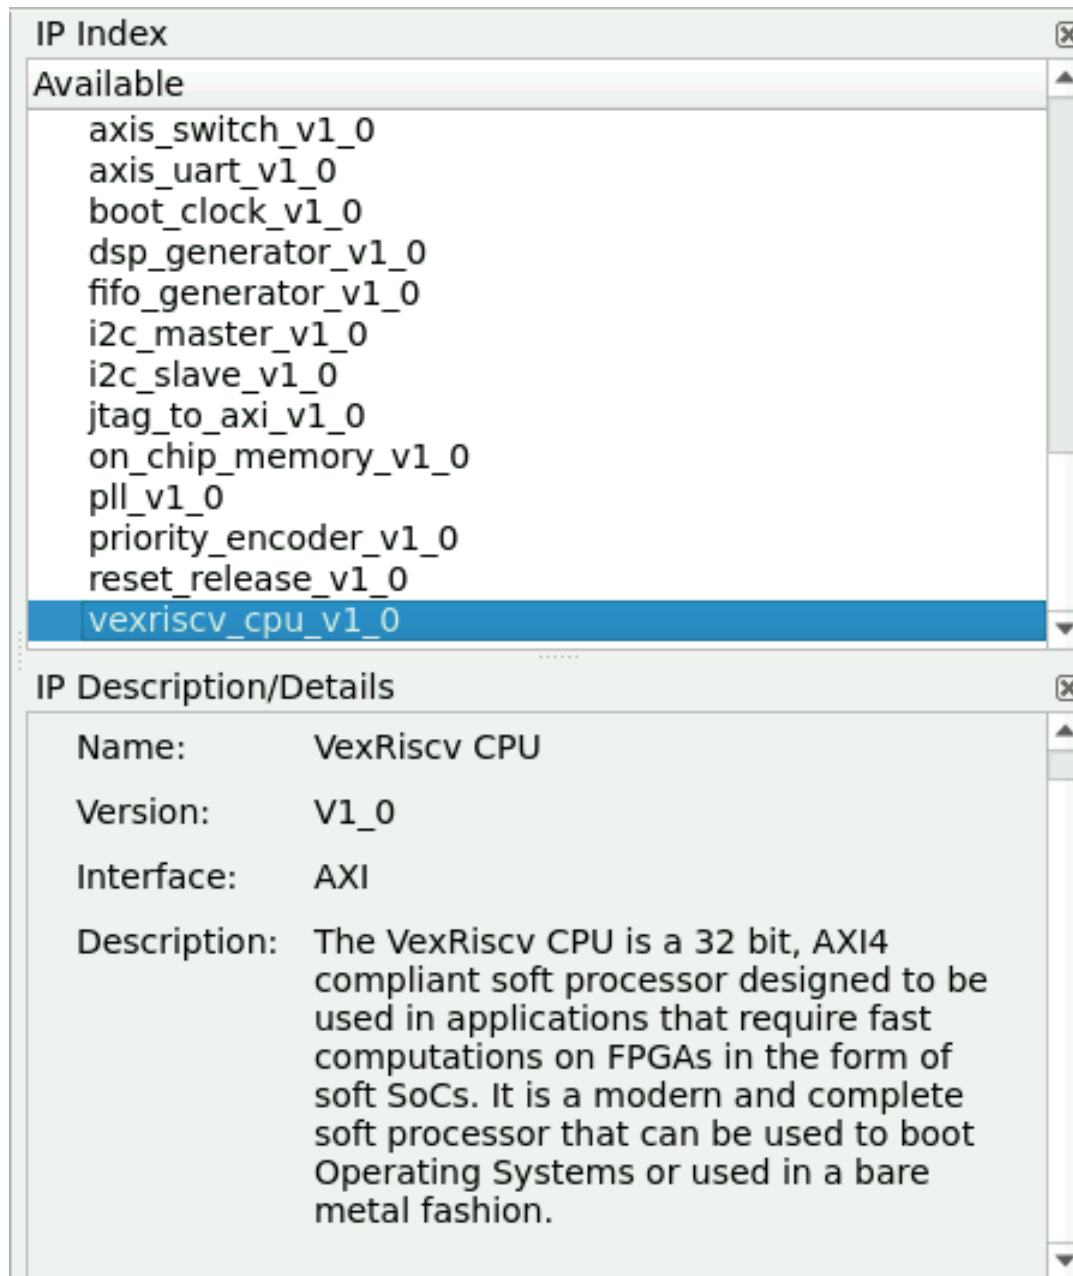 IP Index
Available
axis_switch_v1_0
axis_uart_v1_0
boot_clock_v1_0
dsp_generator_v1_0
fifo_generator_v1_0
i2c_master_v1_0
i2c_slave_v1_0
jtag_to_axi_v1_0
on_chip_memory_v1_0
pll_v1_0
priority_encoder_v1_0
reset_release_v1_0
vexriscv_cpu_v1_0
IP Description/Details
Name: VexRiscv CPU
Version: V1_0
Interface: AXI
Description: The VexRiscv CPU is a 32 bit, AXI4
compliant soft processor designed to be
used in applications that require fast
computations on FPGAs in the form of
soft SoCs. It is a modern and complete
soft processor that can be used to boot
Operating Systems or used in a bare
metal fashion.